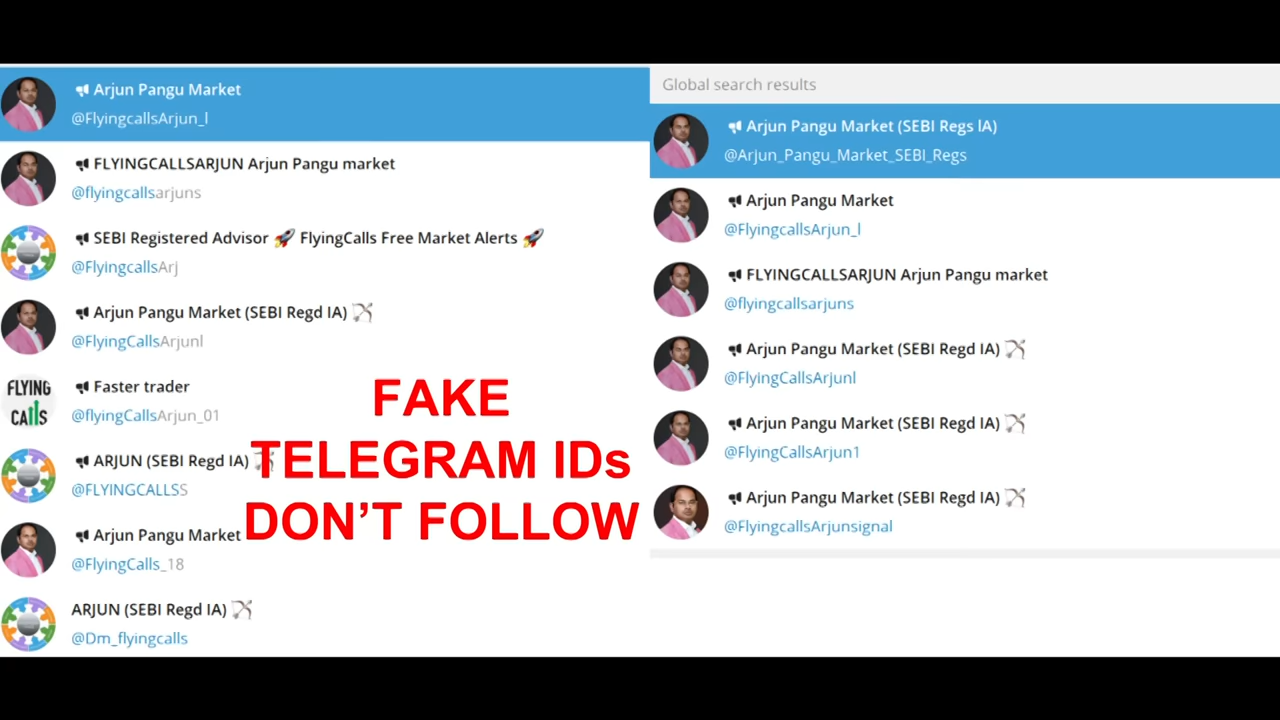 Arjun Pangu Market
@FlyingcallsArjun_l
FLYINGCALLSARJUN Arjun Pangu market
@flyingcallsarjuns
SEBI Registered Advisor 🚀 FlyingCalls Free Market Alerts 🚀
@FlyingcallsArj
Arjun Pangu Market (SEBI Regd IA) 🏹
@FlyingCallsArjunl
FLYING
CALLS
Faster trader
@flyingCallsArjun_01
ARJUN (SEBI Regd IA) 🏹
@FLYINGCALLSS
Arjun Pangu Market
@FlyingCalls_18
ARJUN (SEBI Regd IA) 🏹
@Dm_flyingcalls
FAKE
TELEGRAM IDs
DON'T FOLLOW
Global search results
Arjun Pangu Market (SEBI Regs lA)
@Arjun_Pangu_Market_SEBI_Regs
Arjun Pangu Market
@FlyingcallsArjun_l
FLYINGCALLSARJUN Arjun Pangu market
@flyingcallsarjuns
Arjun Pangu Market (SEBI Regd IA) 🏹
@FlyingCallsArjunl
Arjun Pangu Market (SEBI Regd IA) 🏹
@FlyingCallsArjun1
Arjun Pangu Market (SEBI Regd IA) 🏹
@FlyingcallsArjunsignal